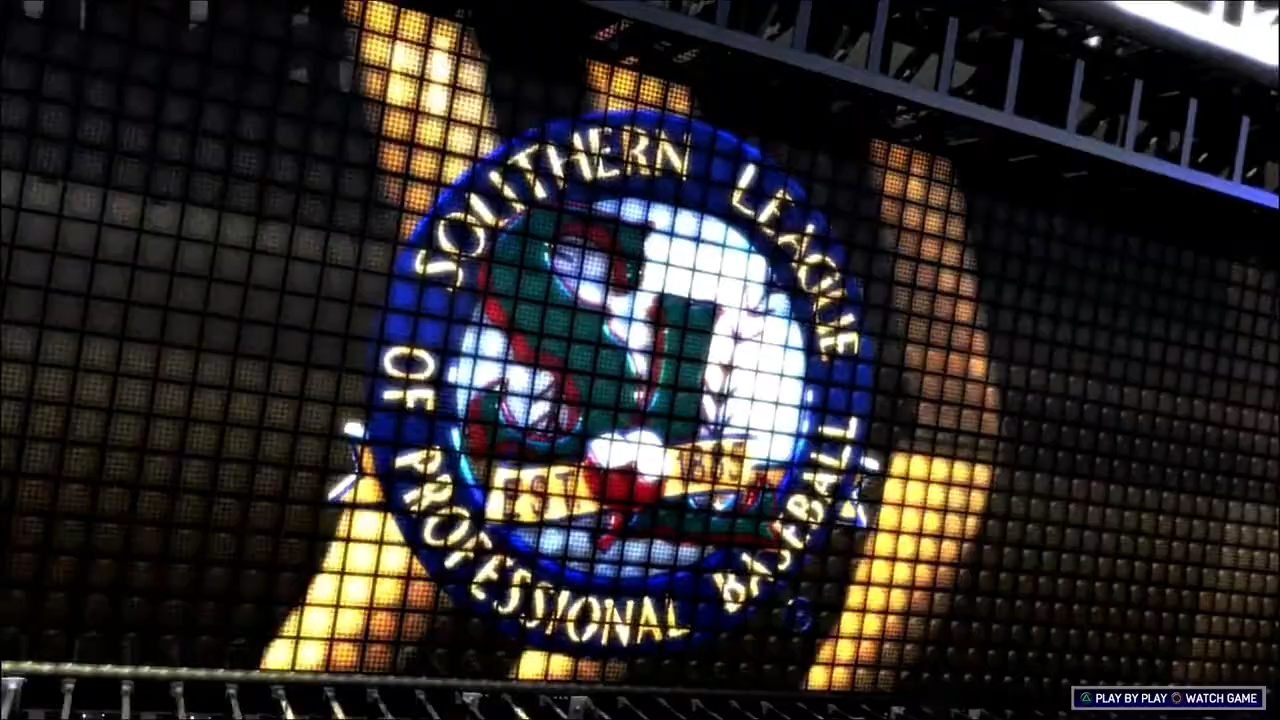 SOUTHERN LEAGUE
OF PROFESSIONAL BASEBALL
EST
PLAY BY PLAY WATCH GAME